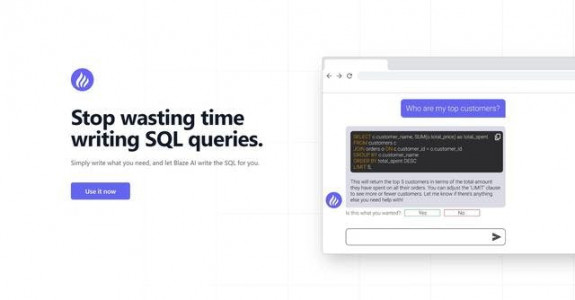 Stop wasting time
writing SQL queries.
Simply write what you need, and let Blaze AI write the SQL for you.
Use it now
Who are my top customers?
SELECT c.customer_name, SUM(o.total_price) as total_spent
FROM customers c
JOIN orders o ON c.customer_id = o.customer_id
GROUP BY c.customer_name
ORDER BY total_spent DESC
LIMIT 5;
This will return the top 5 customers in terms of the total amount
they have spent on all their orders. You can adjust the 'LIMIT' clause
to see more or fewer customers. Let me know if there's anything
else you need help with!
Is this what you wanted?
Yes
No